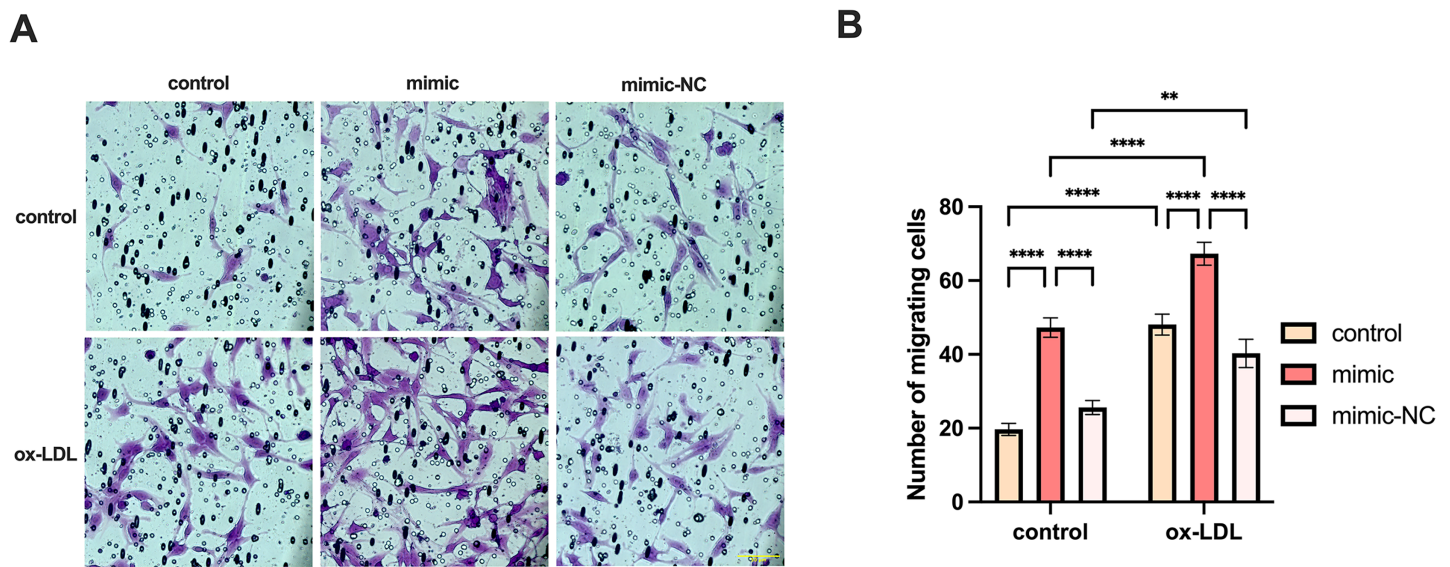 A
B
control mimic mimic-NC
control
ox-LDL
**
****
****
**** ****
**** ****
Number of migrating cells
80
60
40
20
0
control ox-LDL
control
mimic
mimic-NC